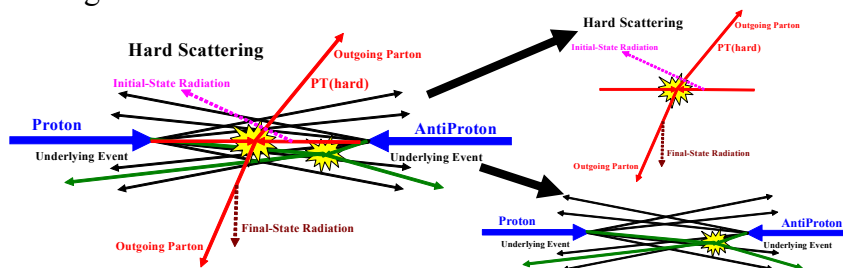 Hard Scattering
Outgoing Parton
Initial-State Radiation
PT(hard)
Proton
AntiProton
Underlying Event
Underlying Event
Final-State Radiation
Outgoing Parton
Hard Scattering
Outgoing Parton
Initial-State Radiation
PT(hard)
Outgoing Parton
Final-State Radiation
Proton
AntiProton
Underlying Event
Underlying Event